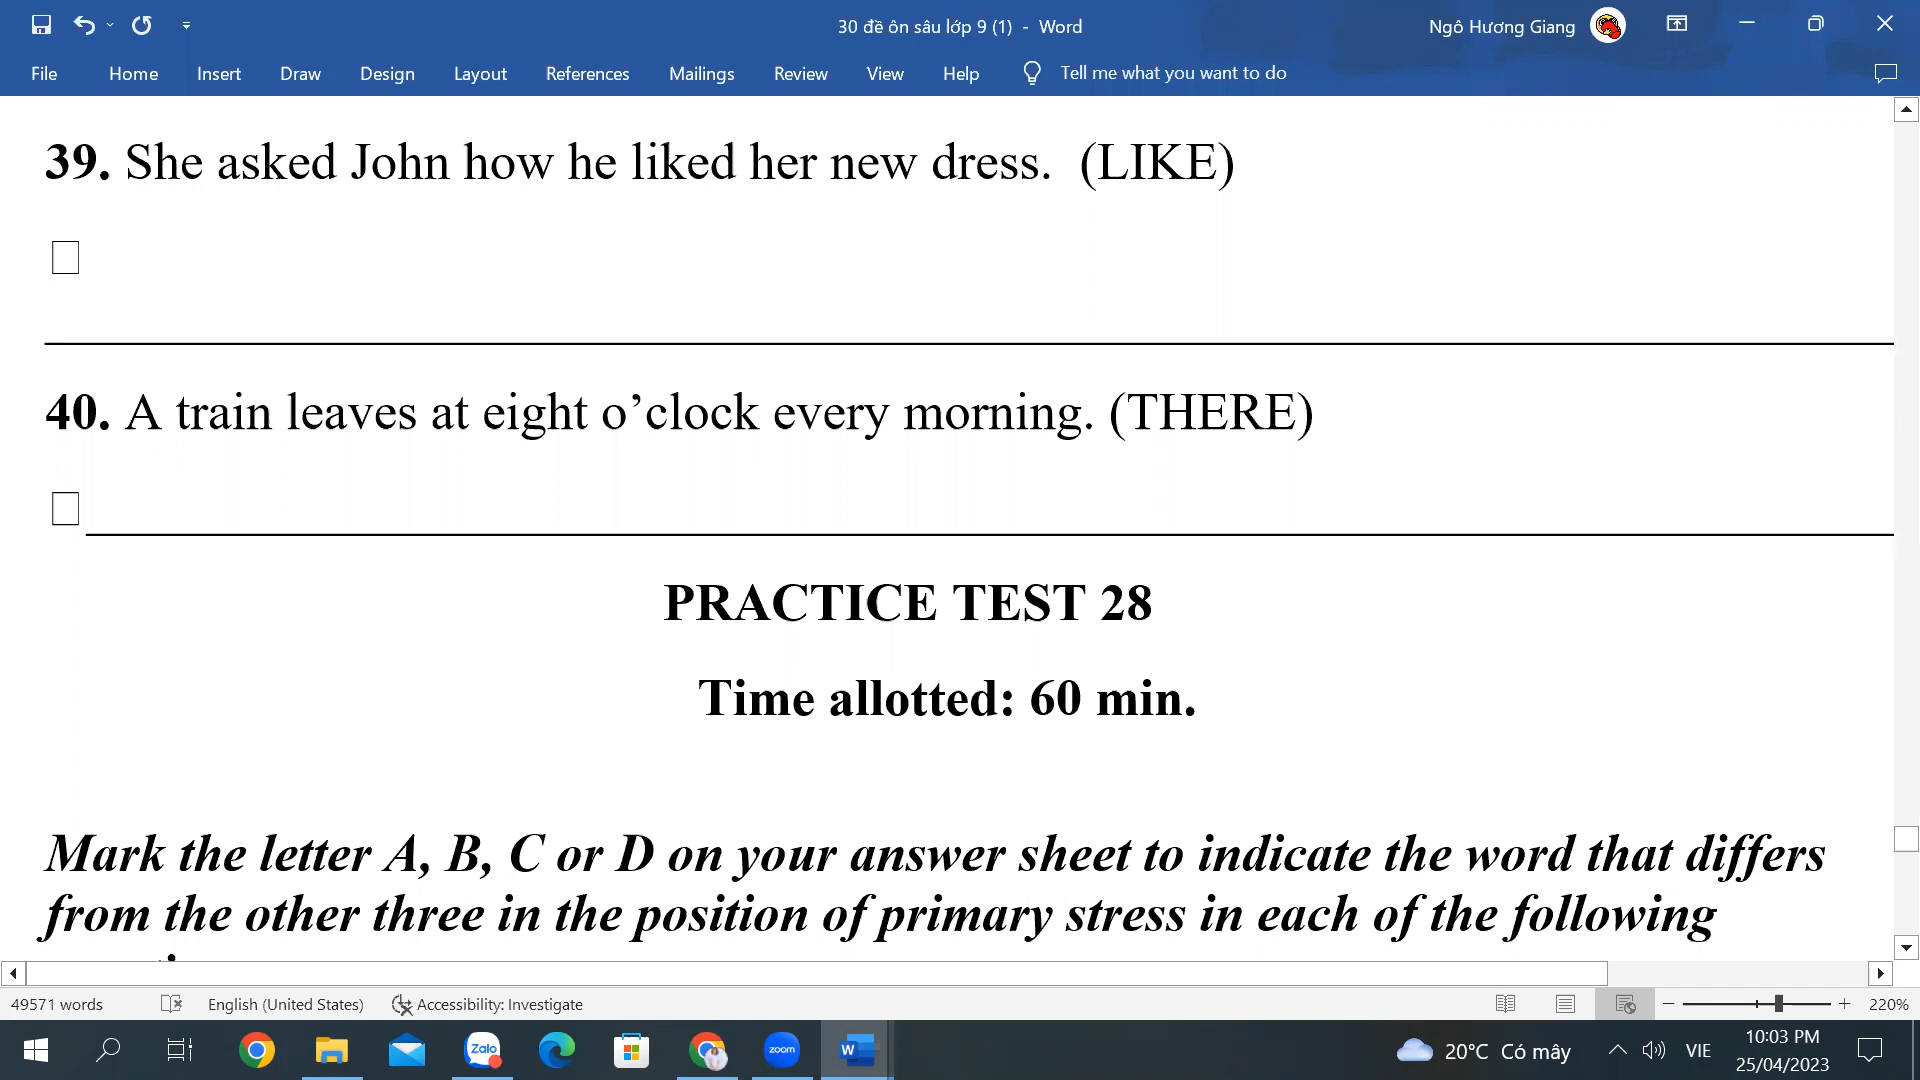 30 đề ôn sâu lớp 9 (1) - Word
Ngô Hương Giang
File Home Insert Draw Design Layout References Mailings Review View Help Tell me what you want to do
39. She asked John how he liked her new dress. (LIKE)
40. A train leaves at eight o’clock every morning. (THERE)
PRACTICE TEST 28
Time allotted: 60 min.
Mark the letter A, B, C or D on your answer sheet to indicate the word that differs
from the other three in the position of primary stress in each of the following
49571 words English (United States) Accessibility: Investigate 220%
Zalo zoom W 20°C Có mây VIE 10:03 PM
25/04/2023